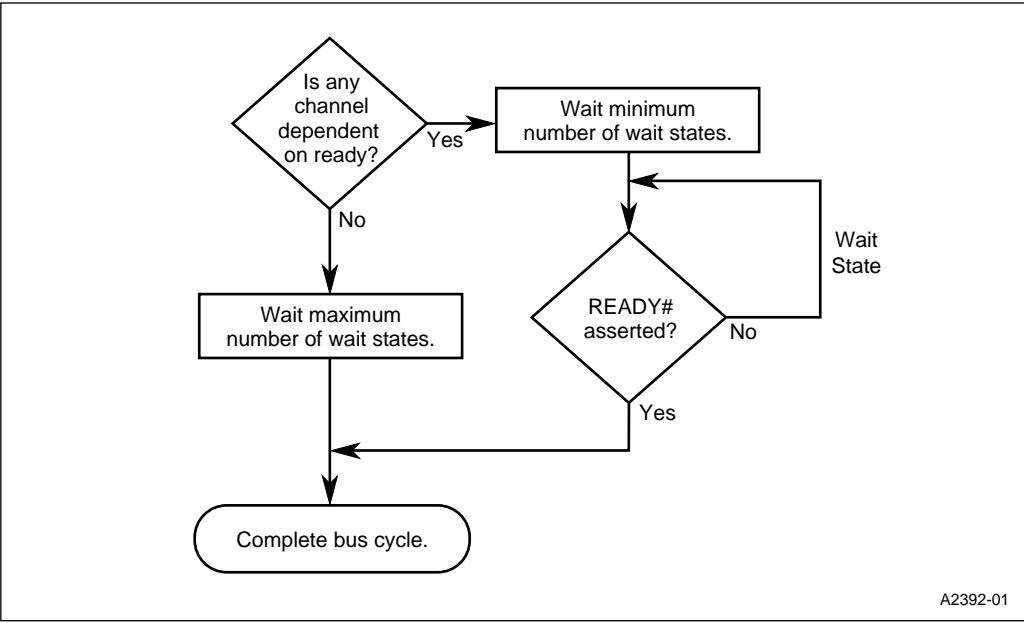 Is any
channel
dependent
on ready?
Yes
Wait minimum
number of wait states.
No
Wait
State
Wait maximum
number of wait states.
READY#
asserted?
No
Yes
Complete bus cycle.
A2392-01